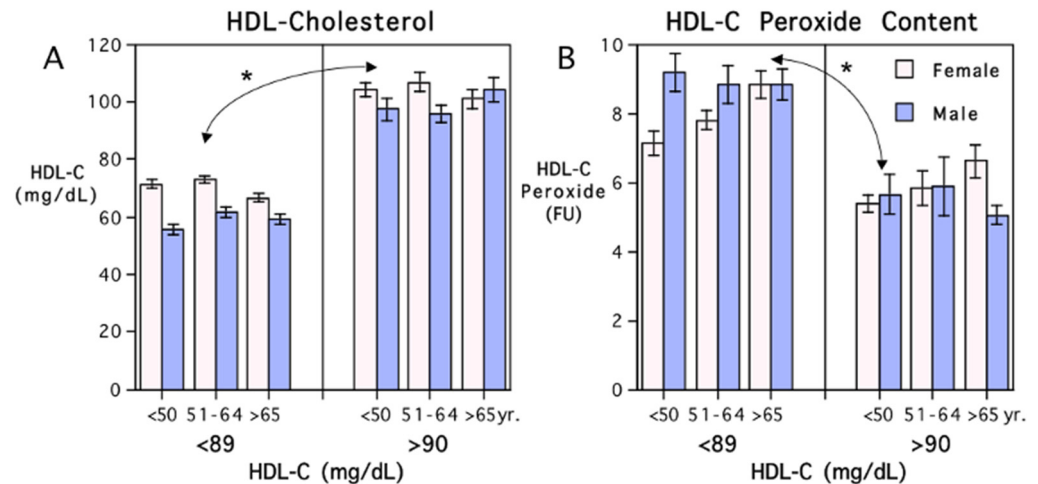 HDL-Cholesterol
A
120
100
80
60
40
20
0
HDL-C
(mg/dL)
*
<50 51-64 >65
<50 51-64 >65yr.
<89
>90
HDL-C (mg/dL)
HDL-C Peroxide Content
B
10
8
6
4
2
0
HDL-C
Peroxide
(FU)
*
Female
Male
<50 51-64 >65
<50 51-64 >65 yr.
<89
>90
HDL-C (mg/dL)